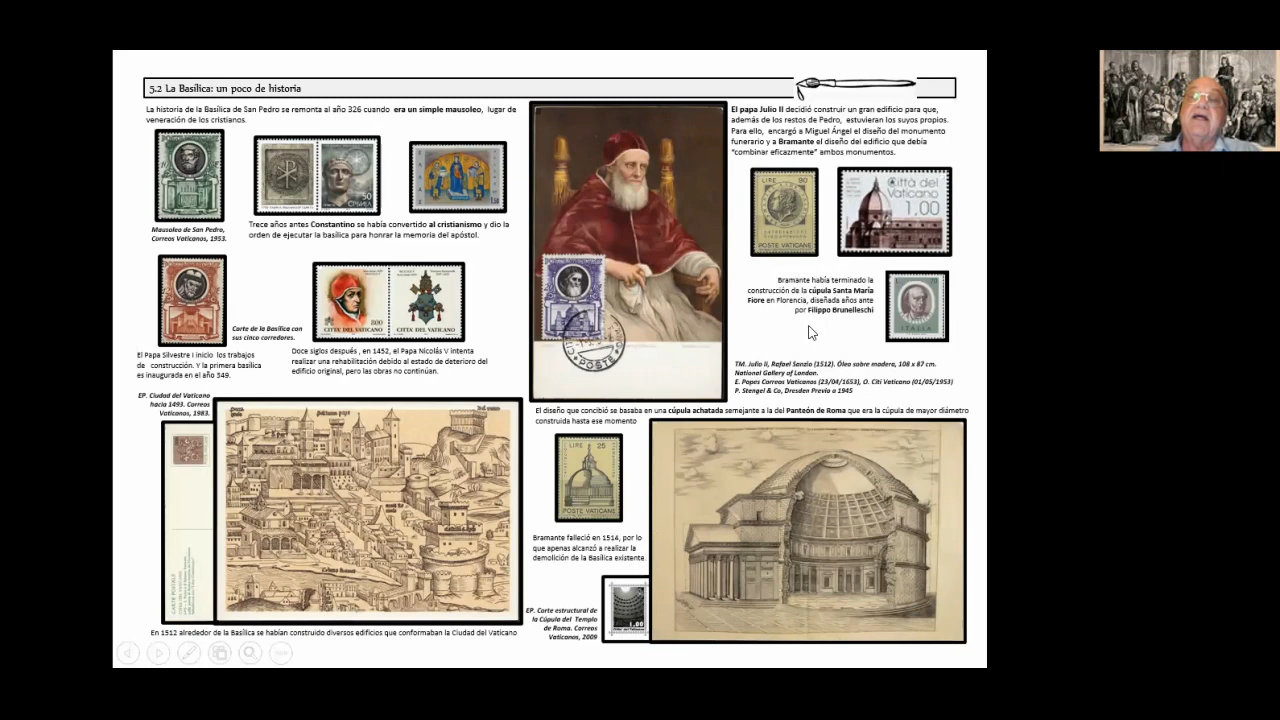 5.2 La Basílica: un poco de historia
La historia de la Basílica de San Pedro se remonta al año 326 cuando era un simple mausoleo, lugar de
veneración de los cristianos.
Mausoleo de San Pedro,
Correos Vaticanos, 1953.
Trece años antes Constantino se había convertido al cristianismo y dio la
orden de ejecutar la basílica para honrar la memoria del apóstol.
Corte de la Basílica con
sus cinco corredores.
El Papa Silvestre I inicio los trabajos
de construcción. Y la primera basílica
es inaugurada en el año 349.
800
CITTÀ DEL VATICANO
CITTÀ DEL VATICANO
Doce siglos después , en 1452, el Papa Nicolás V intenta
realizar una rehabilitación debido al estado de deterioro del
edificio original, pero las obras no continúan.
EP. Ciudad del Vaticano
hacia 1493. Correos
Vaticanos, 1983.
CARTE POSTALE
En 1512 alrededor de la Basílica se habían construido diversos edificios que conformaban la Ciudad del Vaticano
El papa Julio II decidió construir un gran edificio para que,
además de los restos de Pedro, estuvieran los suyos propios.
Para ello, encargó a Miguel Ángel el diseño del monumento
funerario y a Bramante el diseño del edificio que debía
“combinar eficazmente” ambos monumentos.
LIRE 90
POSTE VATICANE
Città del
Vaticano
1,00
Bramante había terminado la
construcción de la cúpula Santa María
Fiore en Florencia, diseñada años ante
por Filippo Brunelleschi
ITALIA
POSTE
TM. Julio II, Rafael Sanzio (1512). Óleo sobre madera, 108 x 87 cm.
National Gallery of London.
E. Popes Correos Vaticanos (23/04/1653), O. Citi Vaticano (01/05/1953)
P. Stengel & Co, Dresden Previo a 1945
El diseño que concibió se basaba en una cúpula achatada semejante a la del Panteón de Roma que era la cúpula de mayor diámetro
construida hasta ese momento
LIRE 25
POSTE VATICANE
Bramante falleció en 1514, por lo
que apenas alcanzó a realizar la
demolición de la Basílica existente
EP. Corte estructural de
la Cúpula del Templo
de Roma. Correos
Vaticanos, 2009